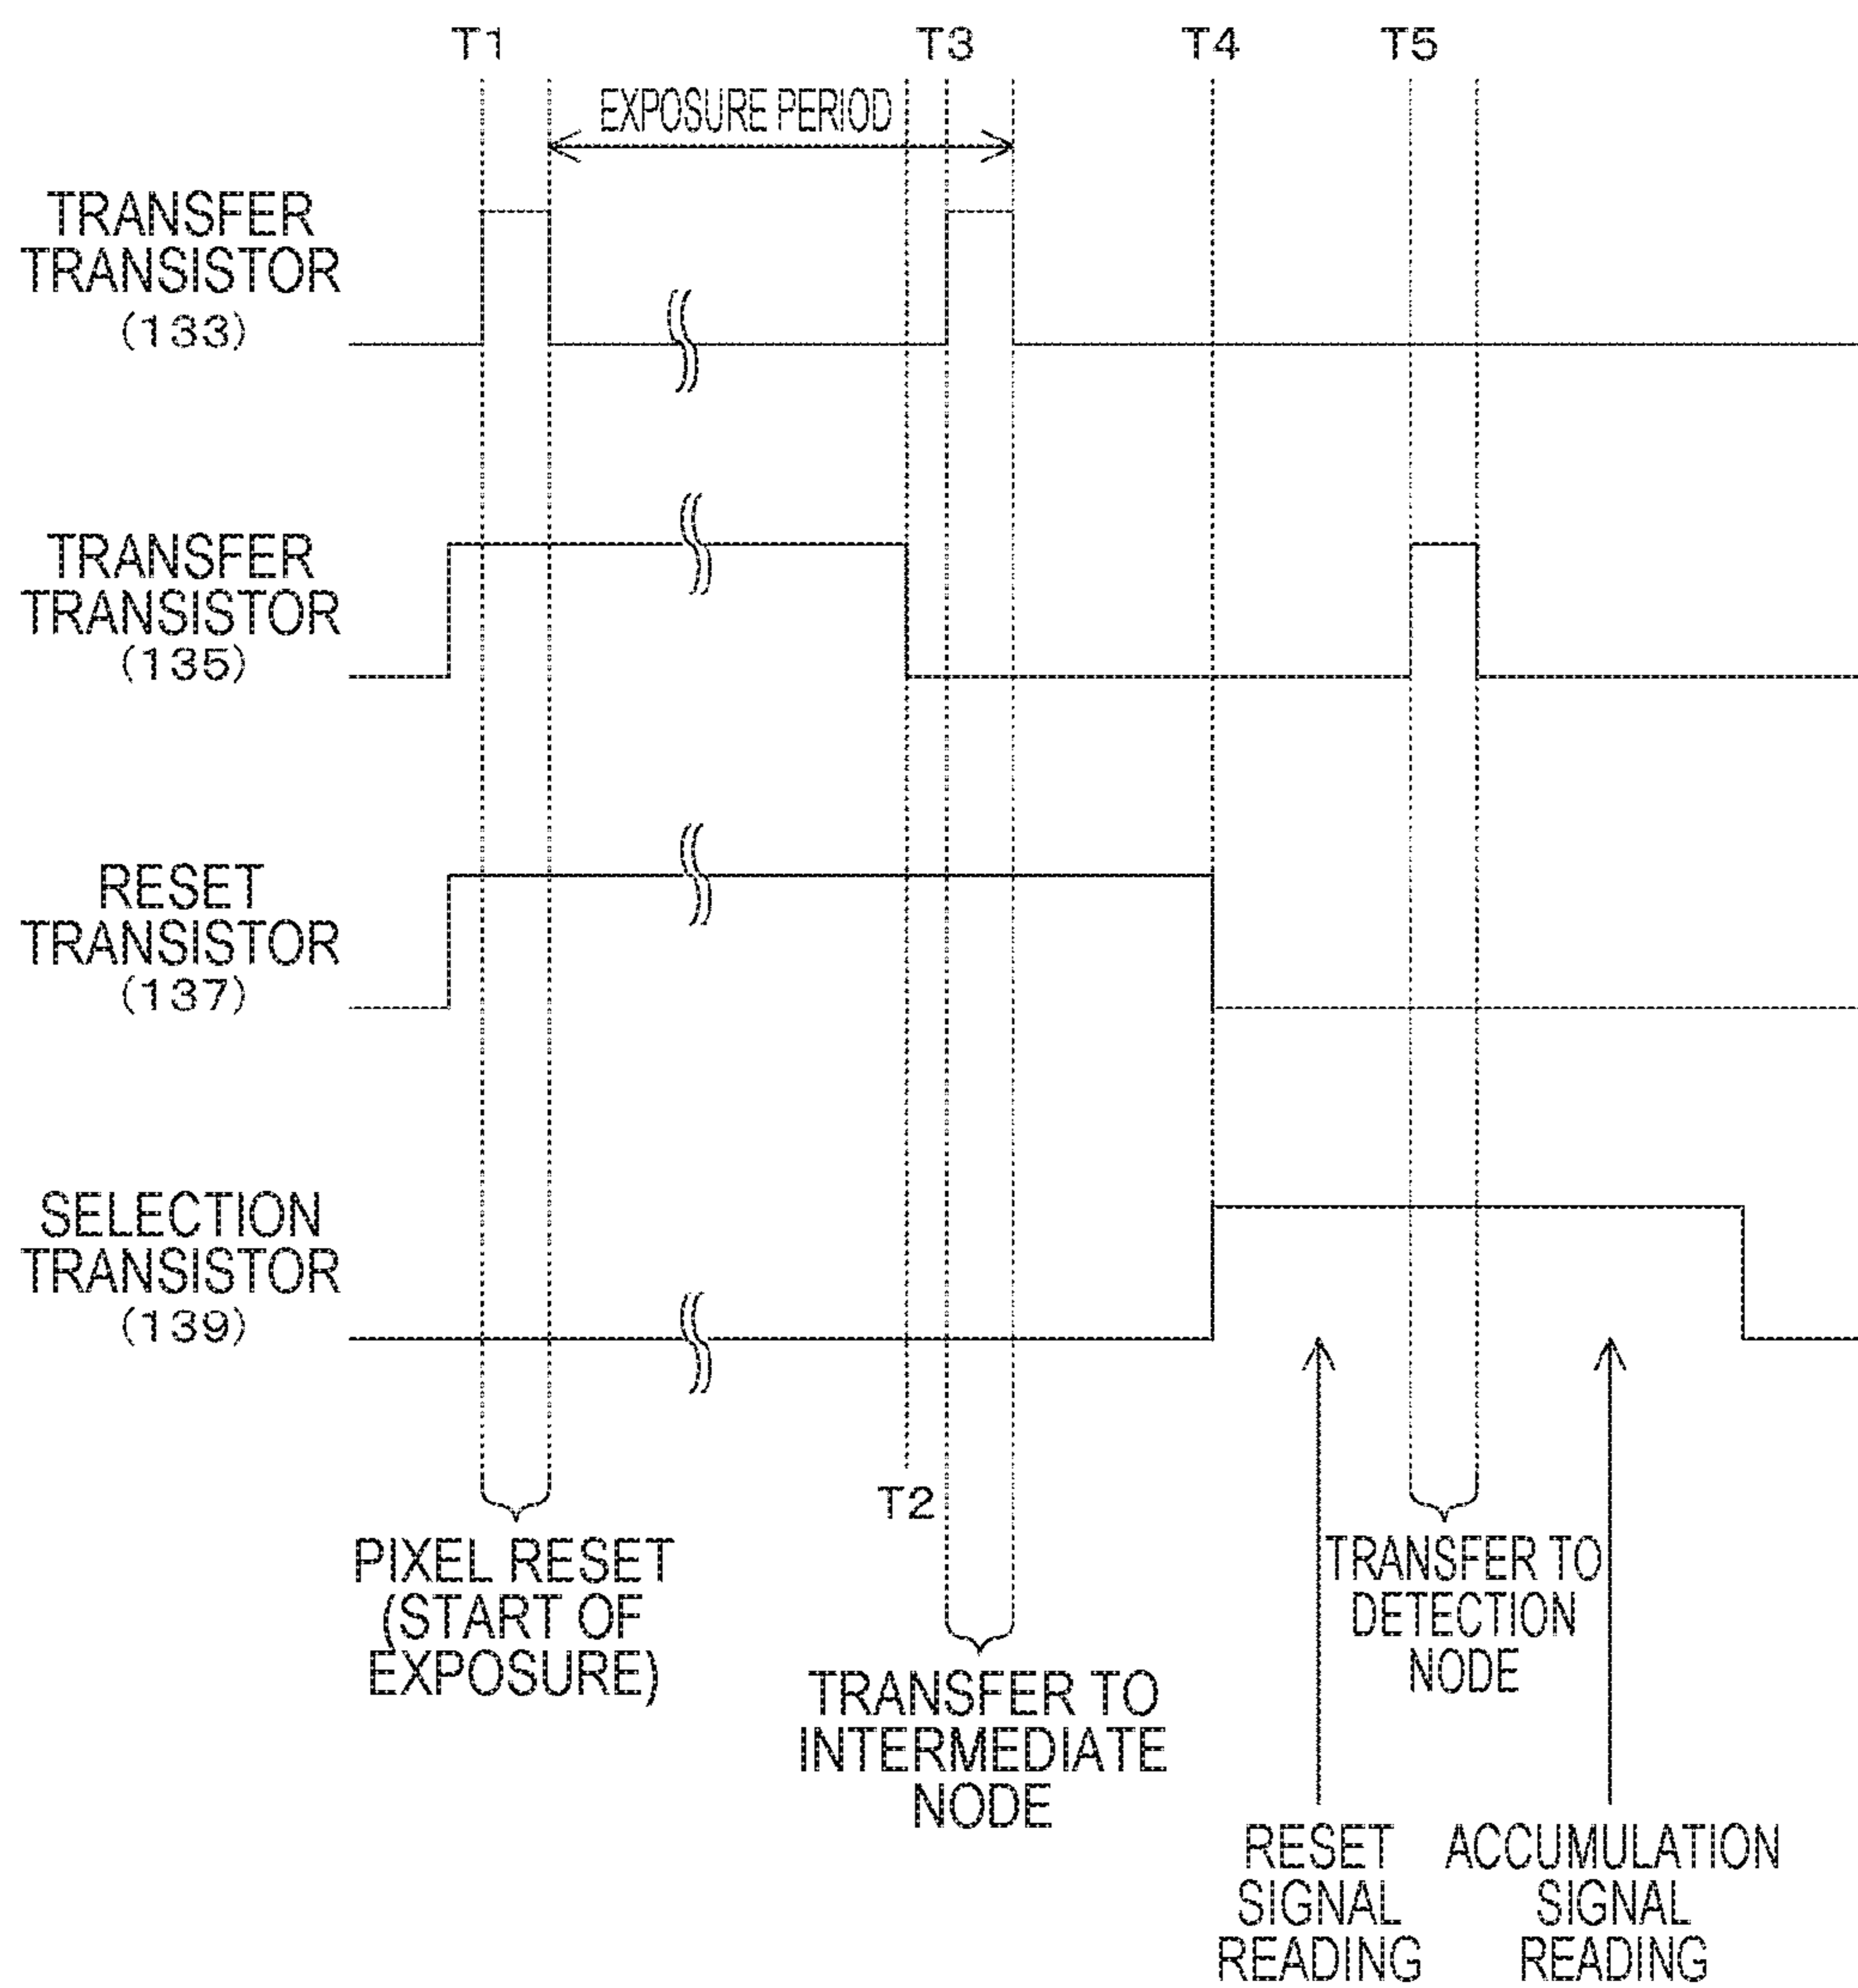 T1
T3
T4
T5
EXPOSURE PERIOD
TRANSFER
TRANSISTOR
(133)
TRANSFER
TRANSISTOR
(135)
RESET
TRANSISTOR
(137)
SELECTION
TRANSISTOR
(139)
T2
PIXEL RESET
(START OF
EXPOSURE)
TRANSFER TO
INTERMEDIATE
NODE
TRANSFER TO
DETECTION
NODE
RESET
SIGNAL
READING
ACCUMULATION
SIGNAL
READING